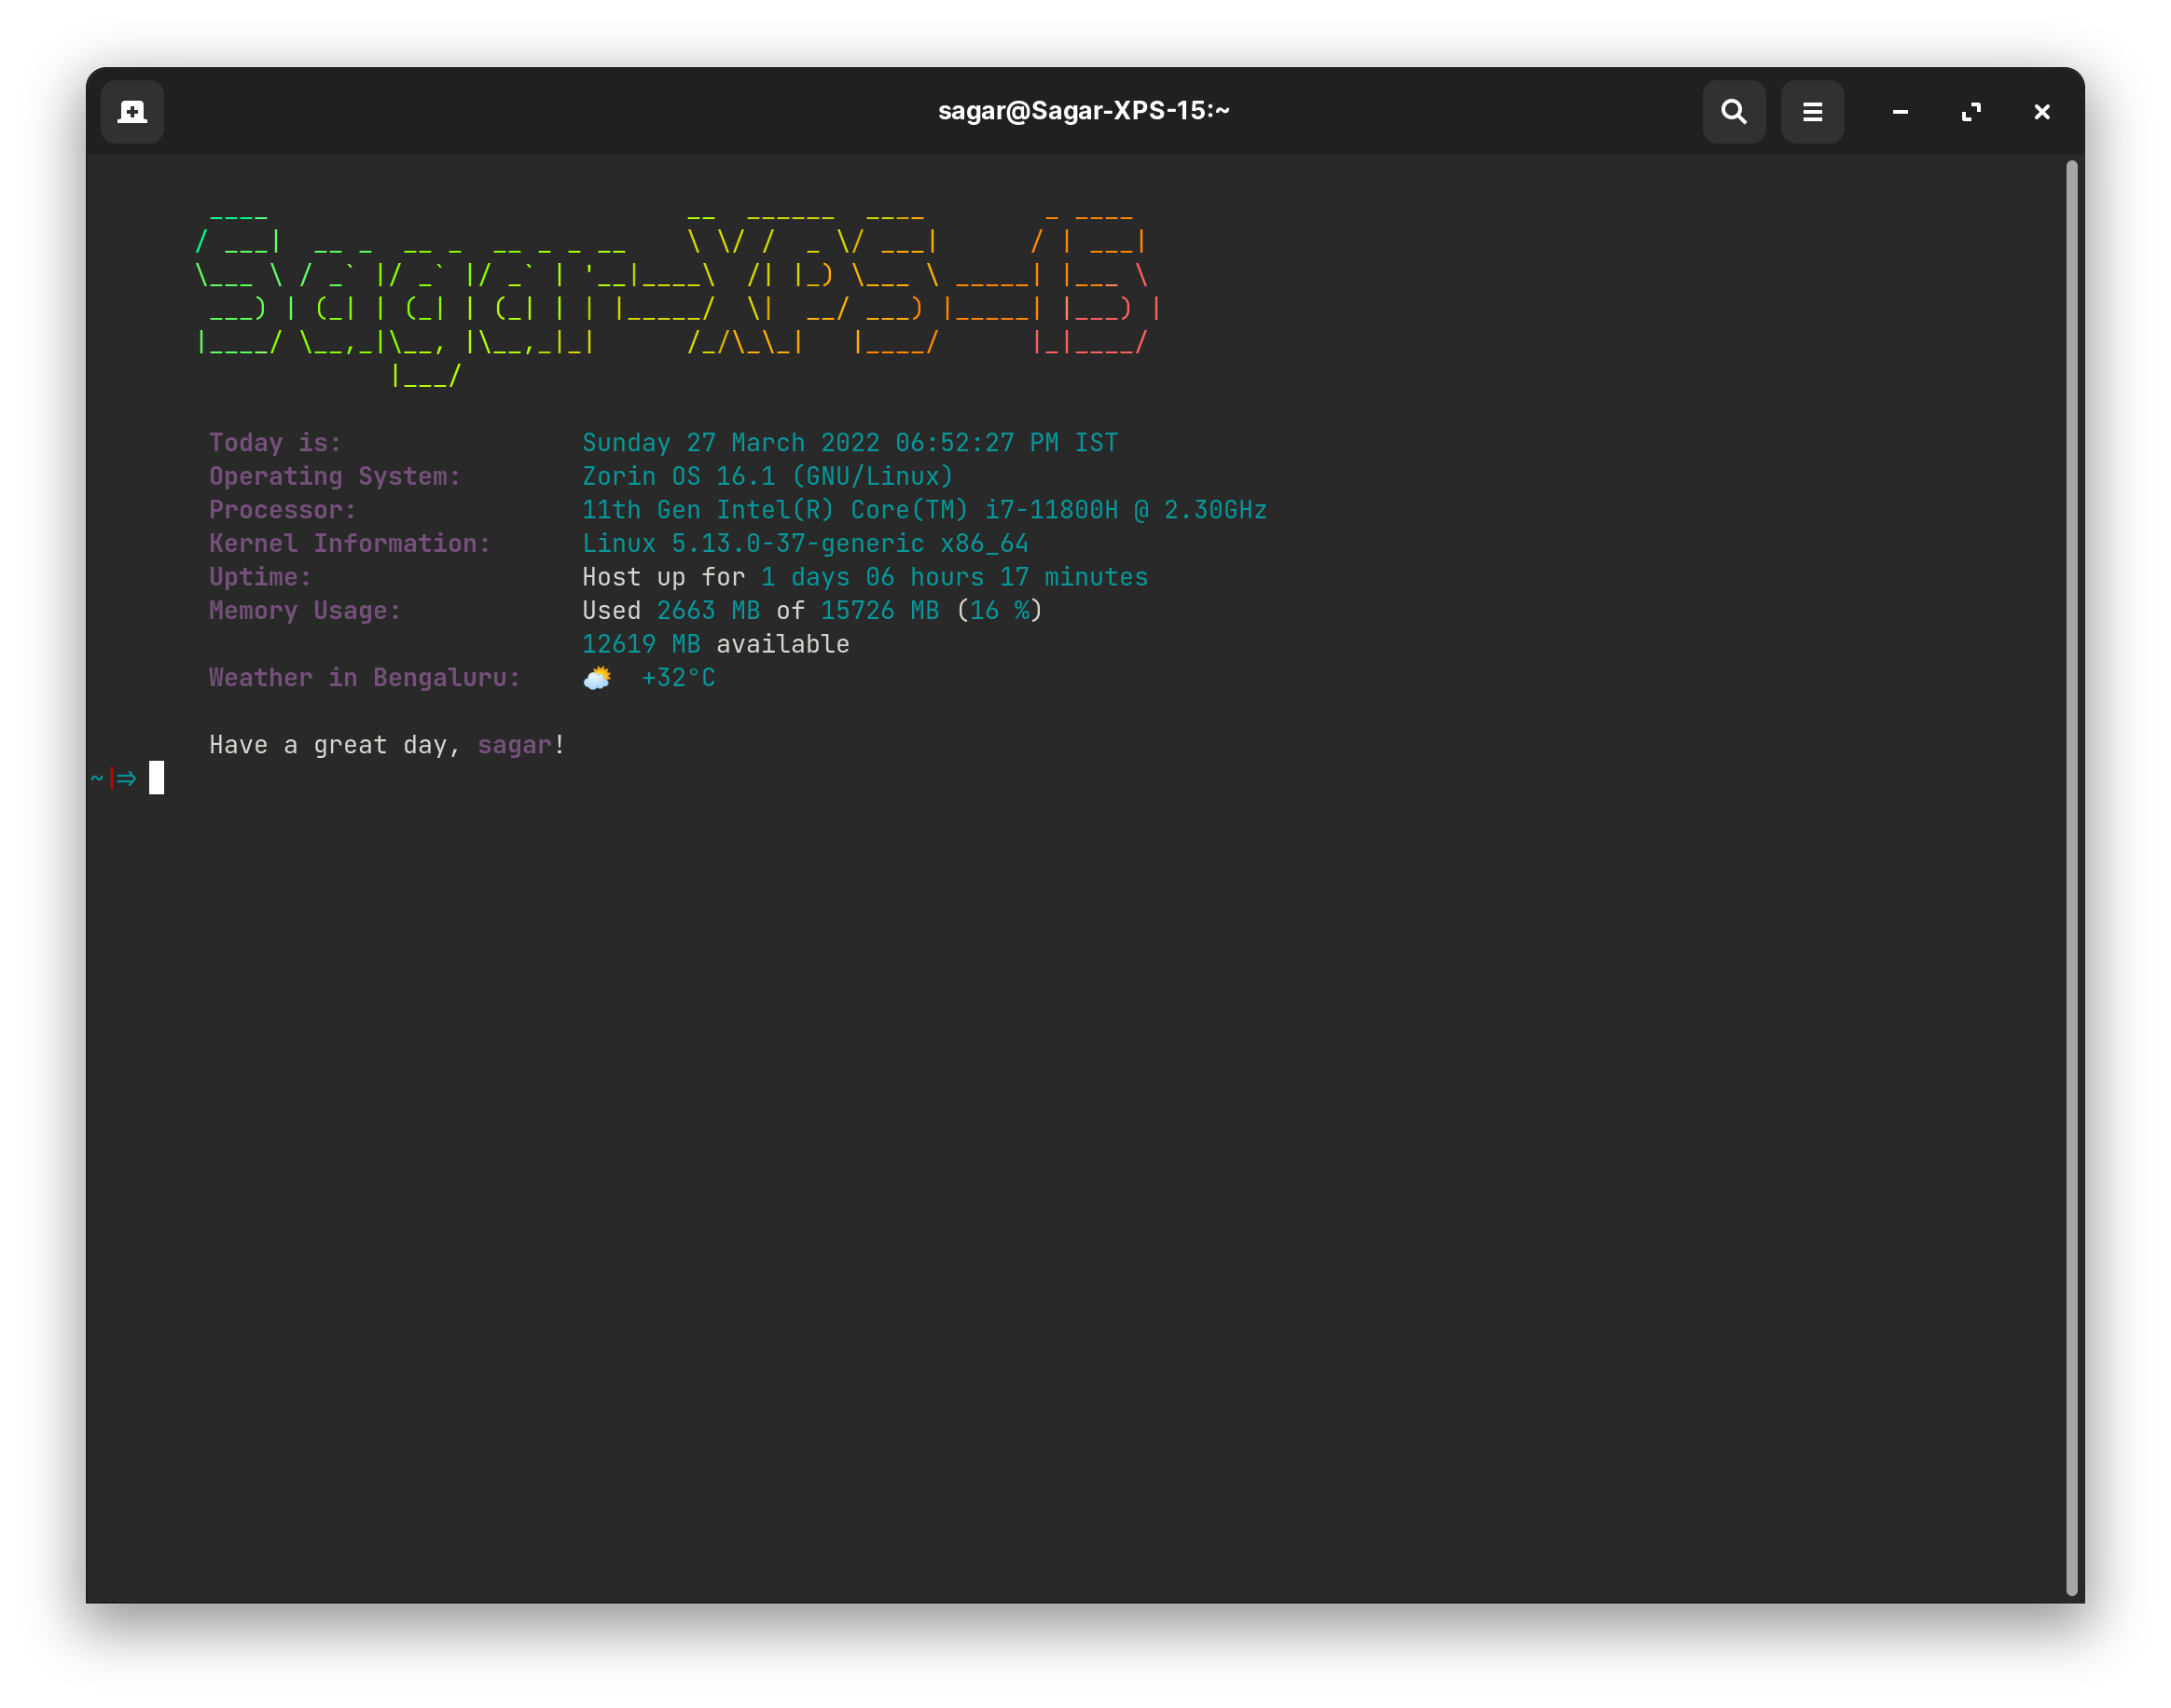 sagar@Sagar-XPS-15:~
Sagar-XPS-15
Today is: Sunday 27 March 2022 06:52:27 PM IST
Operating System: Zorin OS 16.1 (GNU/Linux)
Processor: 11th Gen Intel(R) Core(TM) i7-11800H @ 2.30GHz
Kernel Information: Linux 5.13.0-37-generic x86_64
Uptime: Host up for 1 days 06 hours 17 minutes
Memory Usage: Used 2663 MB of 15726 MB (16 %)
12619 MB available
Weather in Bengaluru: ⛅ +32°C
Have a great day, sagar!
~|⇒